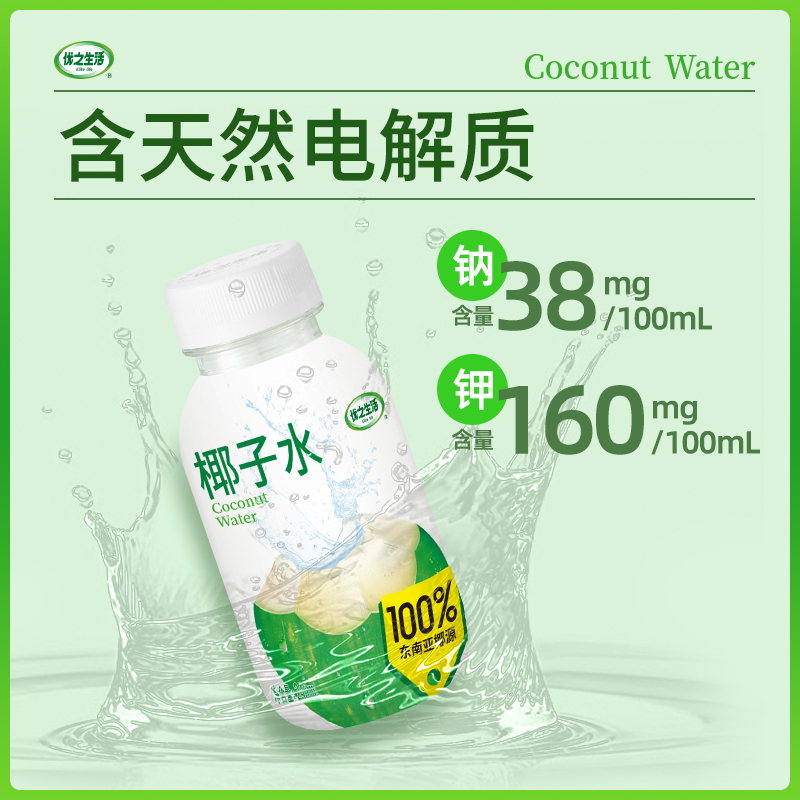 优之生活
Coconut Water
含天然电解质
钠
含量
38 mg
/100mL
钾
含量
160 mg
/100mL
优之生活
椰子水
Coconut
Water
100%
东南亚椰源